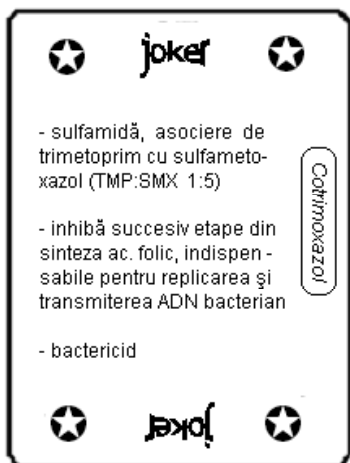 joker
- sulfamidă, asociere de
trimetoprim cu sulfameto-
xazol (TMP:SMX 1:5)
Cotrimoxazol
- inhibă succesiv etape din
sinteza ac. folic, indispen -
sabile pentru replicarea şi
transmiterea ADN bacterian
- bactericid
joker